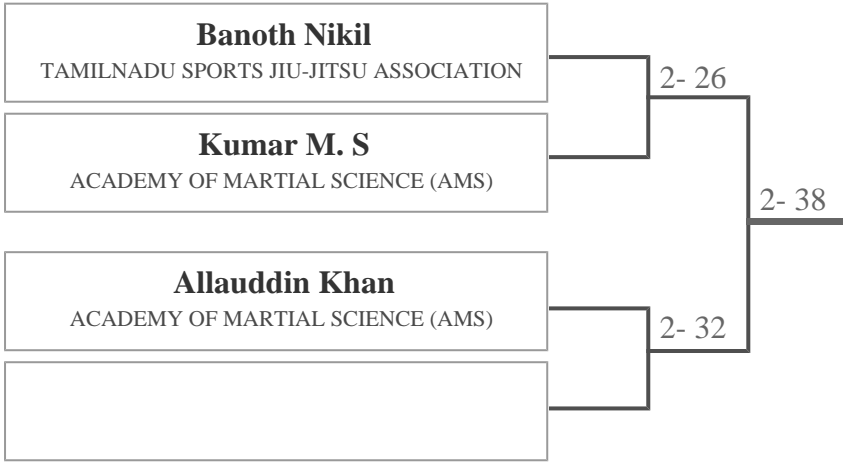 Banoth Nikil
TAMILNADU SPORTS JIU-JITSU ASSOCIATION
2- 26
Kumar M. S
ACADEMY OF MARTIAL SCIENCE (AMS)
2- 38
Allauddin Khan
ACADEMY OF MARTIAL SCIENCE (AMS)
2- 32